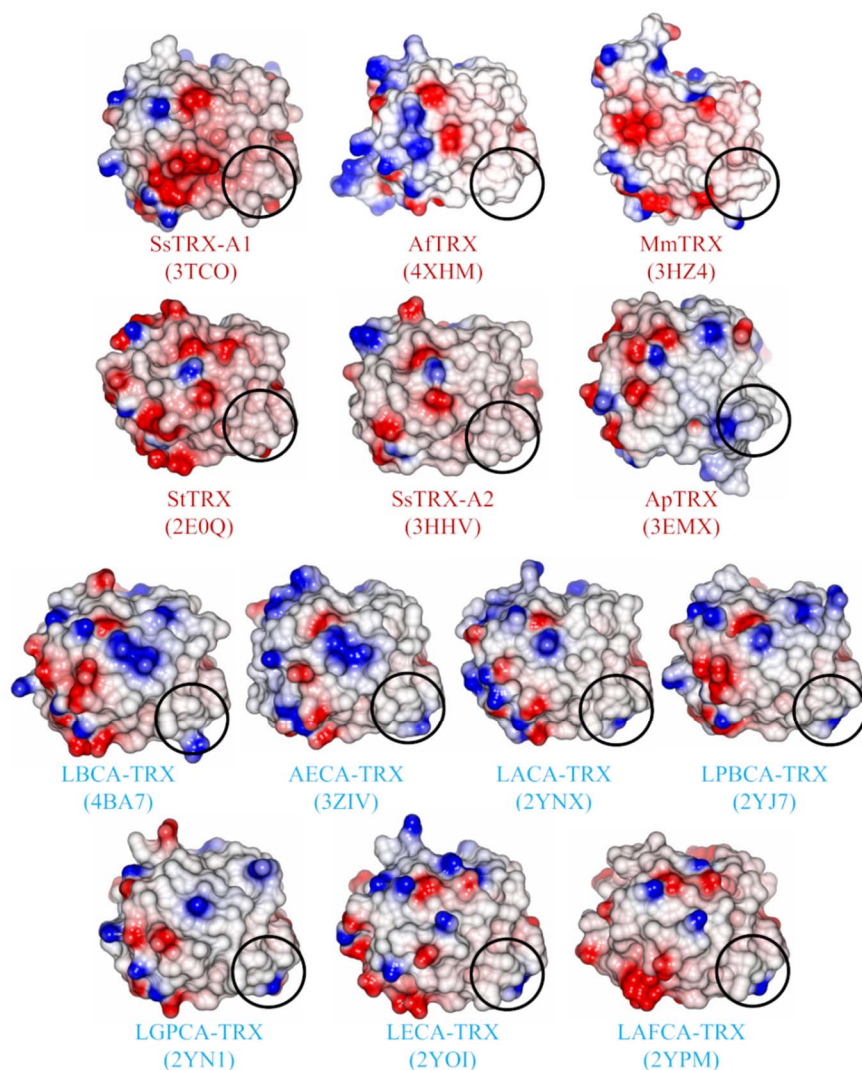 SsTRX-A1 AfTRX MmTRX
(3TCO) (4XHM) (3HZ4)
StTRX SsTRX-A2 ApTRX
(2E0Q) (3HHV) (3EMX)
LBCA-TRX AECA-TRX LACA-TRX LPBCA-TRX
(4BA7) (3ZIV) (2YNX) (2YJ7)
LGPCA-TRX LECA-TRX LAFCA-TRX
(2YN1) (2YOI) (2YPM)